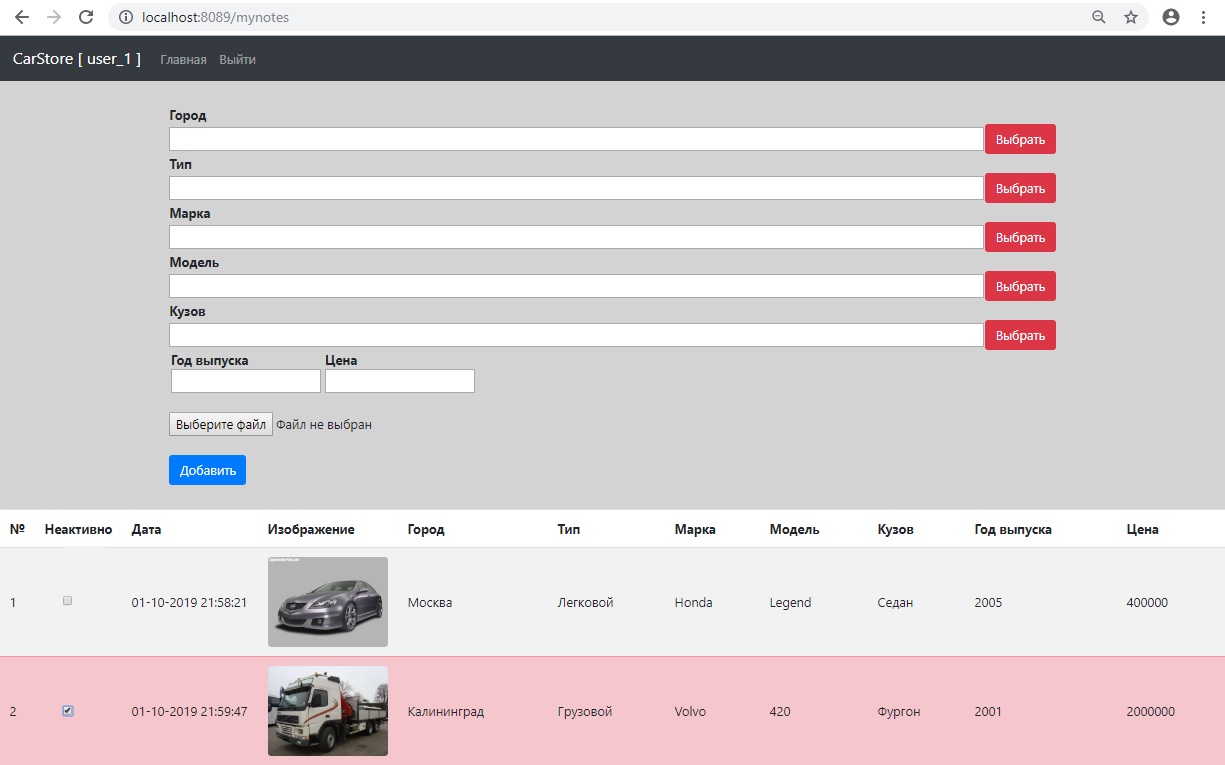 localhost:8089/mynotes
CarStore [ user_1 ] Главная Выйти
Город
Выбрать
Тип
Выбрать
Марка
Выбрать
Модель
Выбрать
Кузов
Выбрать
Год выпуска Цена
Выберите файл Файл не выбран
Добавить
№ Неактивно Дата Изображение Город Тип Марка Модель Кузов Год выпуска Цена
1 01-10-2019 21:58:21 Москва Легковой Honda Legend Седан 2005 400000
2 01-10-2019 21:59:47 Калининград Грузовой Volvo 420 Фургон 2001 2000000